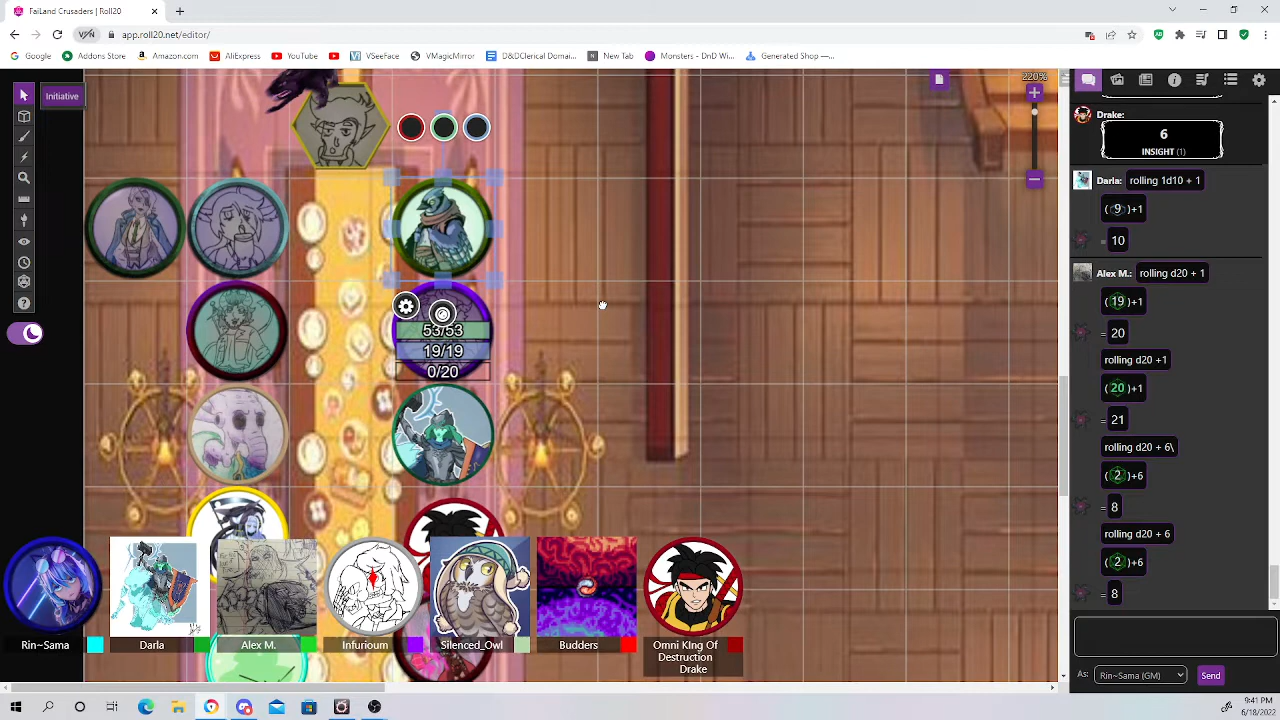 Failand Crusaders | Roll20
VPN
app.roll20.net/editor/
Google
Addons Store
Amazon.com
AliExpress
YouTube
VSeeFace
VMagicMirror
D&DClerical Domai...
New Tab
Monsters - DnD Wi...
Generated Shop —...
Initiative
220%
53/53
19/19
0/20
Rin~Sama
Darla
Alex M.
Infurioum
Silenced_Owl
Budders
Omni King Of
Destruction
Drake
Drake:
6
INSIGHT (1)
Darla: rolling 1d10 + 1
(9)+1
= 10
Alex M.: rolling d20 + 1
(19)+1
= 20
rolling d20 +1
(20)+1
= 21
rolling d20 + 6\
(2)+6
= 8
rolling d20 + 6
(2)+6
= 8
As: Rin~Sama (GM)
Send
9:41 PM
6/18/2022